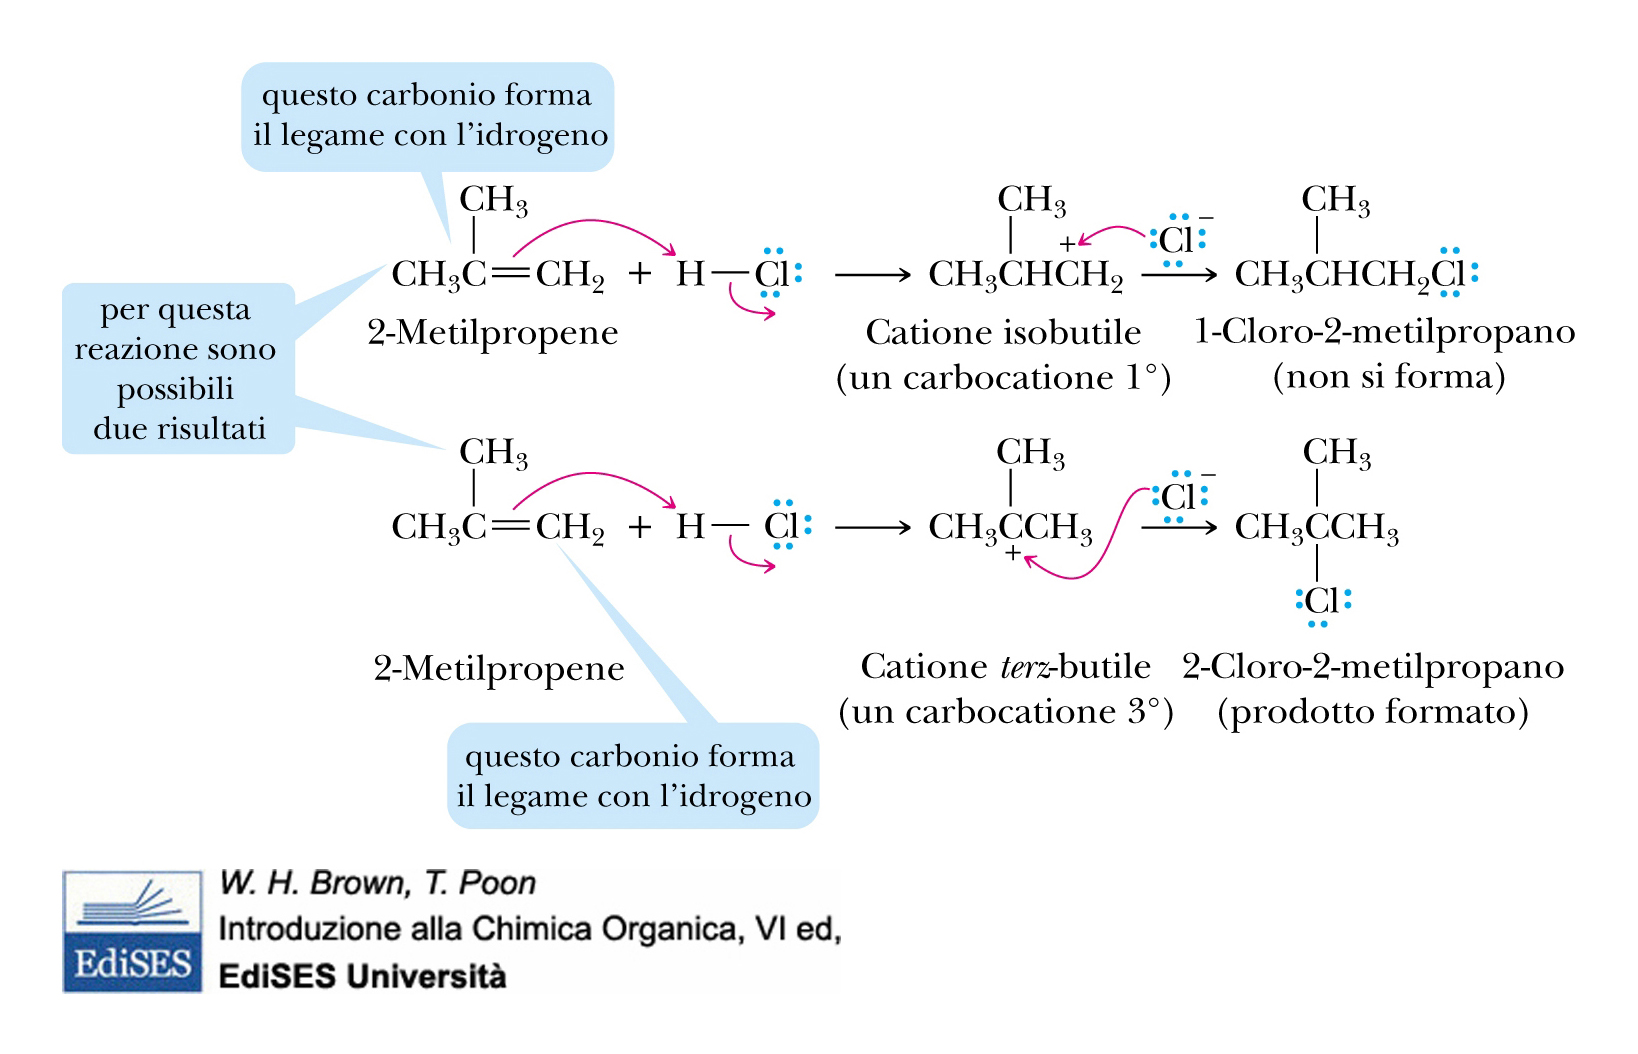 questo carbonio forma
il legame con l'idrogeno
CH₃
CH₃C=CH₂ + H—Cl
2-Metilpropene
CH₃
+
CH₃CHCH₂
Catione isobutile
(un carbocatione 1°)
Cl⁻
CH₃
CH₃CHCH₂Cl
1-Cloro-2-metilpropano
(non si forma)
per questa
reazione sono
possibili
due risultati
CH₃
CH₃C=CH₂ + H—Cl
2-Metilpropene
CH₃
CH₃CCH₃
+
Catione terz-butile
(un carbocatione 3°)
Cl⁻
CH₃
CH₃CCH₃
Cl
2-Cloro-2-metilpropano
(prodotto formato)
questo carbonio forma
il legame con l'idrogeno
EdiSES
W. H. Brown, T. Poon
Introduzione alla Chimica Organica, VI ed,
EdiSES Università